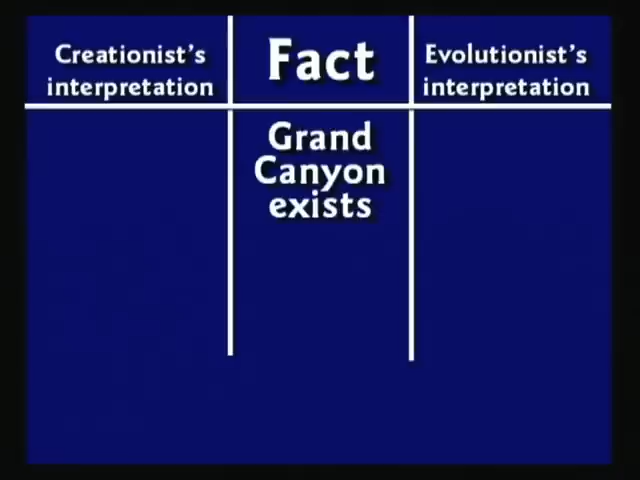 Creationist's
interpretation
Fact
Evolutionist's
interpretation
Grand
Canyon
exists